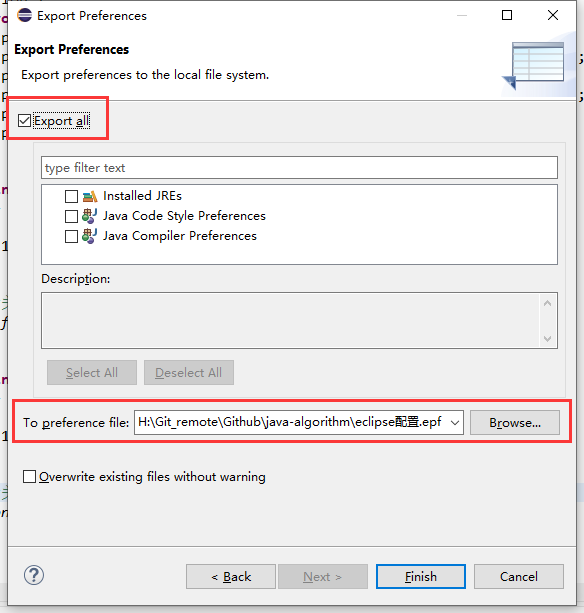 Export Preferences
Export Preferences
Export preferences to the local file system.
Export all
type filter text
Installed JREs
Java Code Style Preferences
Java Compiler Preferences
Description:
Select All
Deselect All
To preference file: H:\Git_remote\Github\java-algorithm\eclipse配置.epf Browse...
Overwrite existing files without warning
< Back Next > Finish Cancel